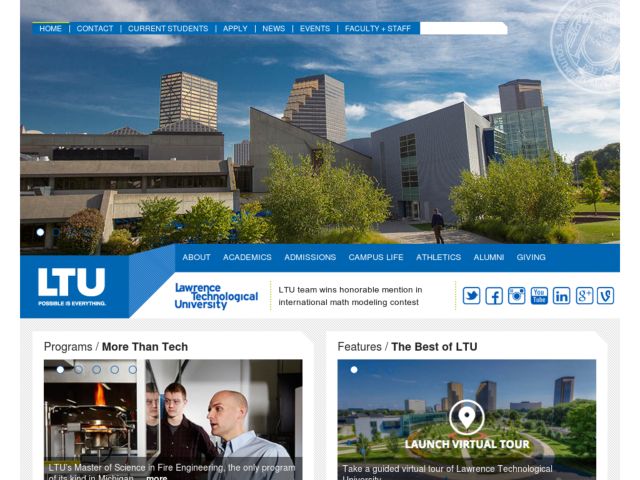 HOME | CONTACT | CURRENT STUDENTS | APPLY | NEWS | EVENTS | FACULTY + STAFF
ABOUT ACADEMICS ADMISSIONS CAMPUS LIFE ATHLETICS ALUMNI GIVING
LTU
POSSIBLE IS EVERYTHING.
Lawrence
Technological
University
LTU team wins honorable mention in
international math modeling contest
You
Tube
Programs / More Than Tech
Features / The Best of LTU
LTU's Master of Science in Fire Engineering, the only program
of its kind in Michigan ... more
LAUNCH VIRTUAL TOUR
Take a guided virtual tour of Lawrence Technological
University